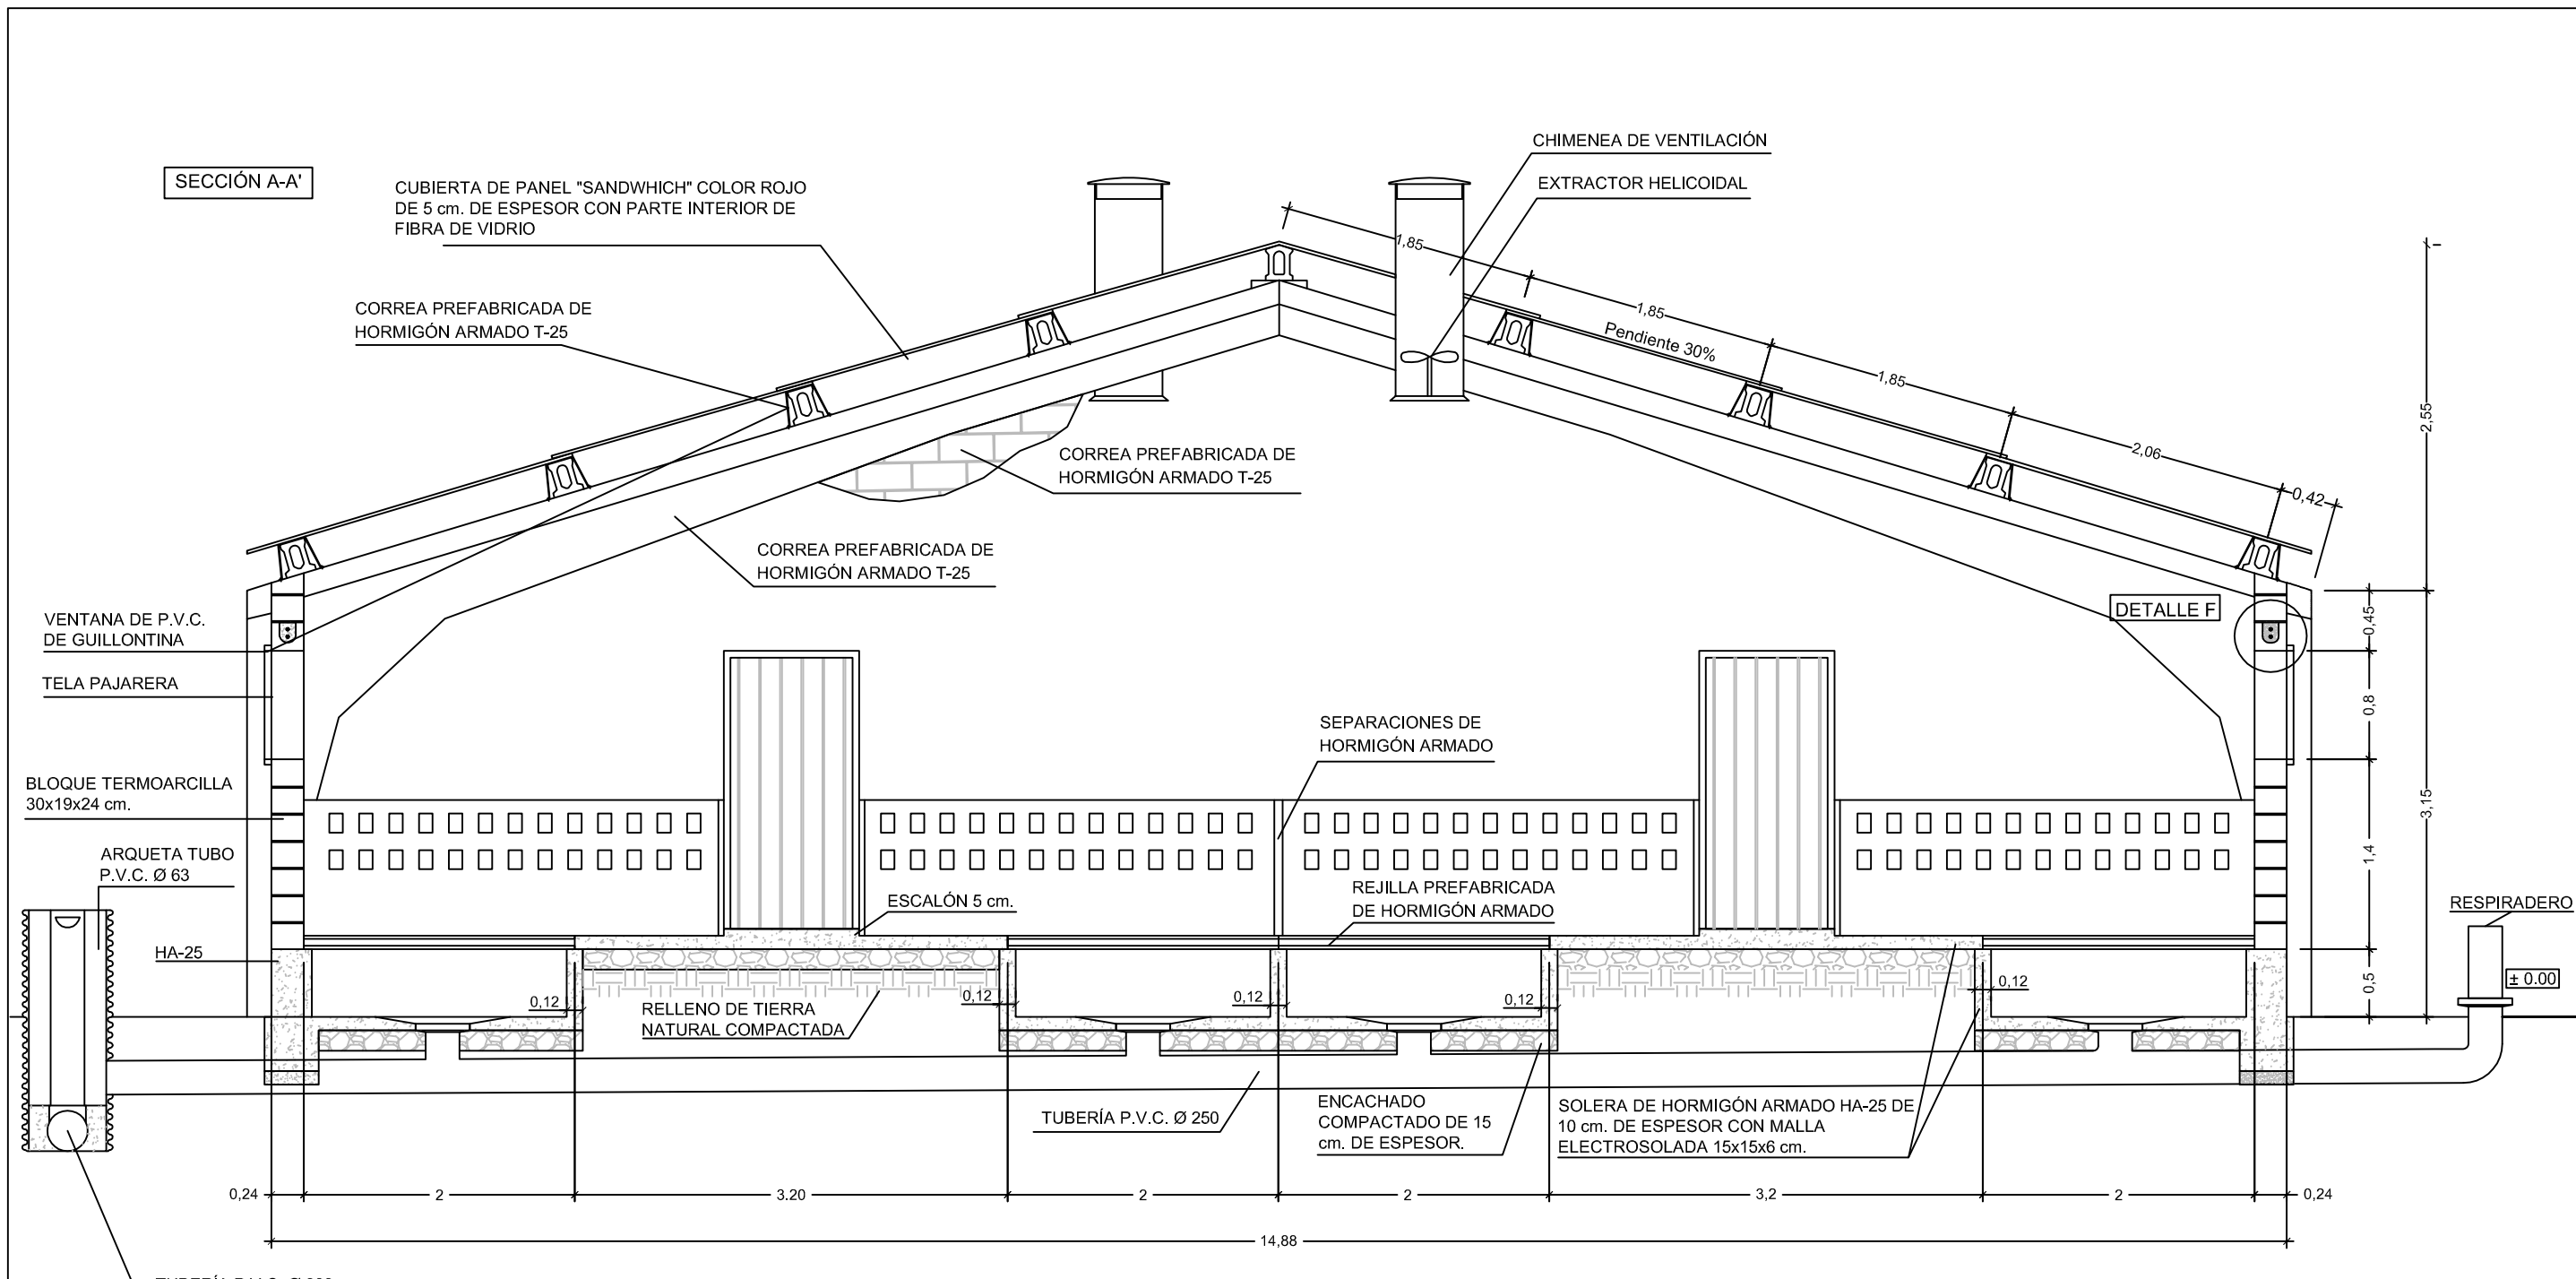 SECCIÓN A-A'
CUBIERTA DE PANEL "SANDWHICH" COLOR ROJO
DE 5 cm. DE ESPESOR CON PARTE INTERIOR DE
FIBRA DE VIDRIO
CHIMENEA DE VENTILACIÓN
EXTRACTOR HELICOIDAL
1,85
1,85
Pendiente 30%
1,85
2,06
0,42
2,55
CORREA PREFABRICADA DE
HORMIGÓN ARMADO T-25
CORREA PREFABRICADA DE
HORMIGÓN ARMADO T-25
CORREA PREFABRICADA DE
HORMIGÓN ARMADO T-25
VENTANA DE P.V.C.
DE GUILLONTINA
TELA PAJARERA
BLOQUE TERMOARCILLA
30x19x24 cm.
ARQUETA TUBO
P.V.C. Ø 63
HA-25
DETALLE F
0,45
0,8
3,15
1,4
0,5
SEPARACIONES DE
HORMIGÓN ARMADO
ESCALÓN 5 cm.
REJILLA PREFABRICADA
DE HORMIGÓN ARMADO
RESPIRADERO
± 0.00
0,12
RELLENO DE TIERRA
NATURAL COMPACTADA
0,12
0,12
0,12
0,12
TUBERÍA P.V.C. Ø 250
ENCACHADO
COMPACTADO DE 15
cm. DE ESPESOR.
SOLERA DE HORMIGÓN ARMADO HA-25 DE
10 cm. DE ESPESOR CON MALLA
ELECTROSOLADA 15x15x6 cm.
0,24
2
3.20
2
2
3,2
2
0,24
14,88